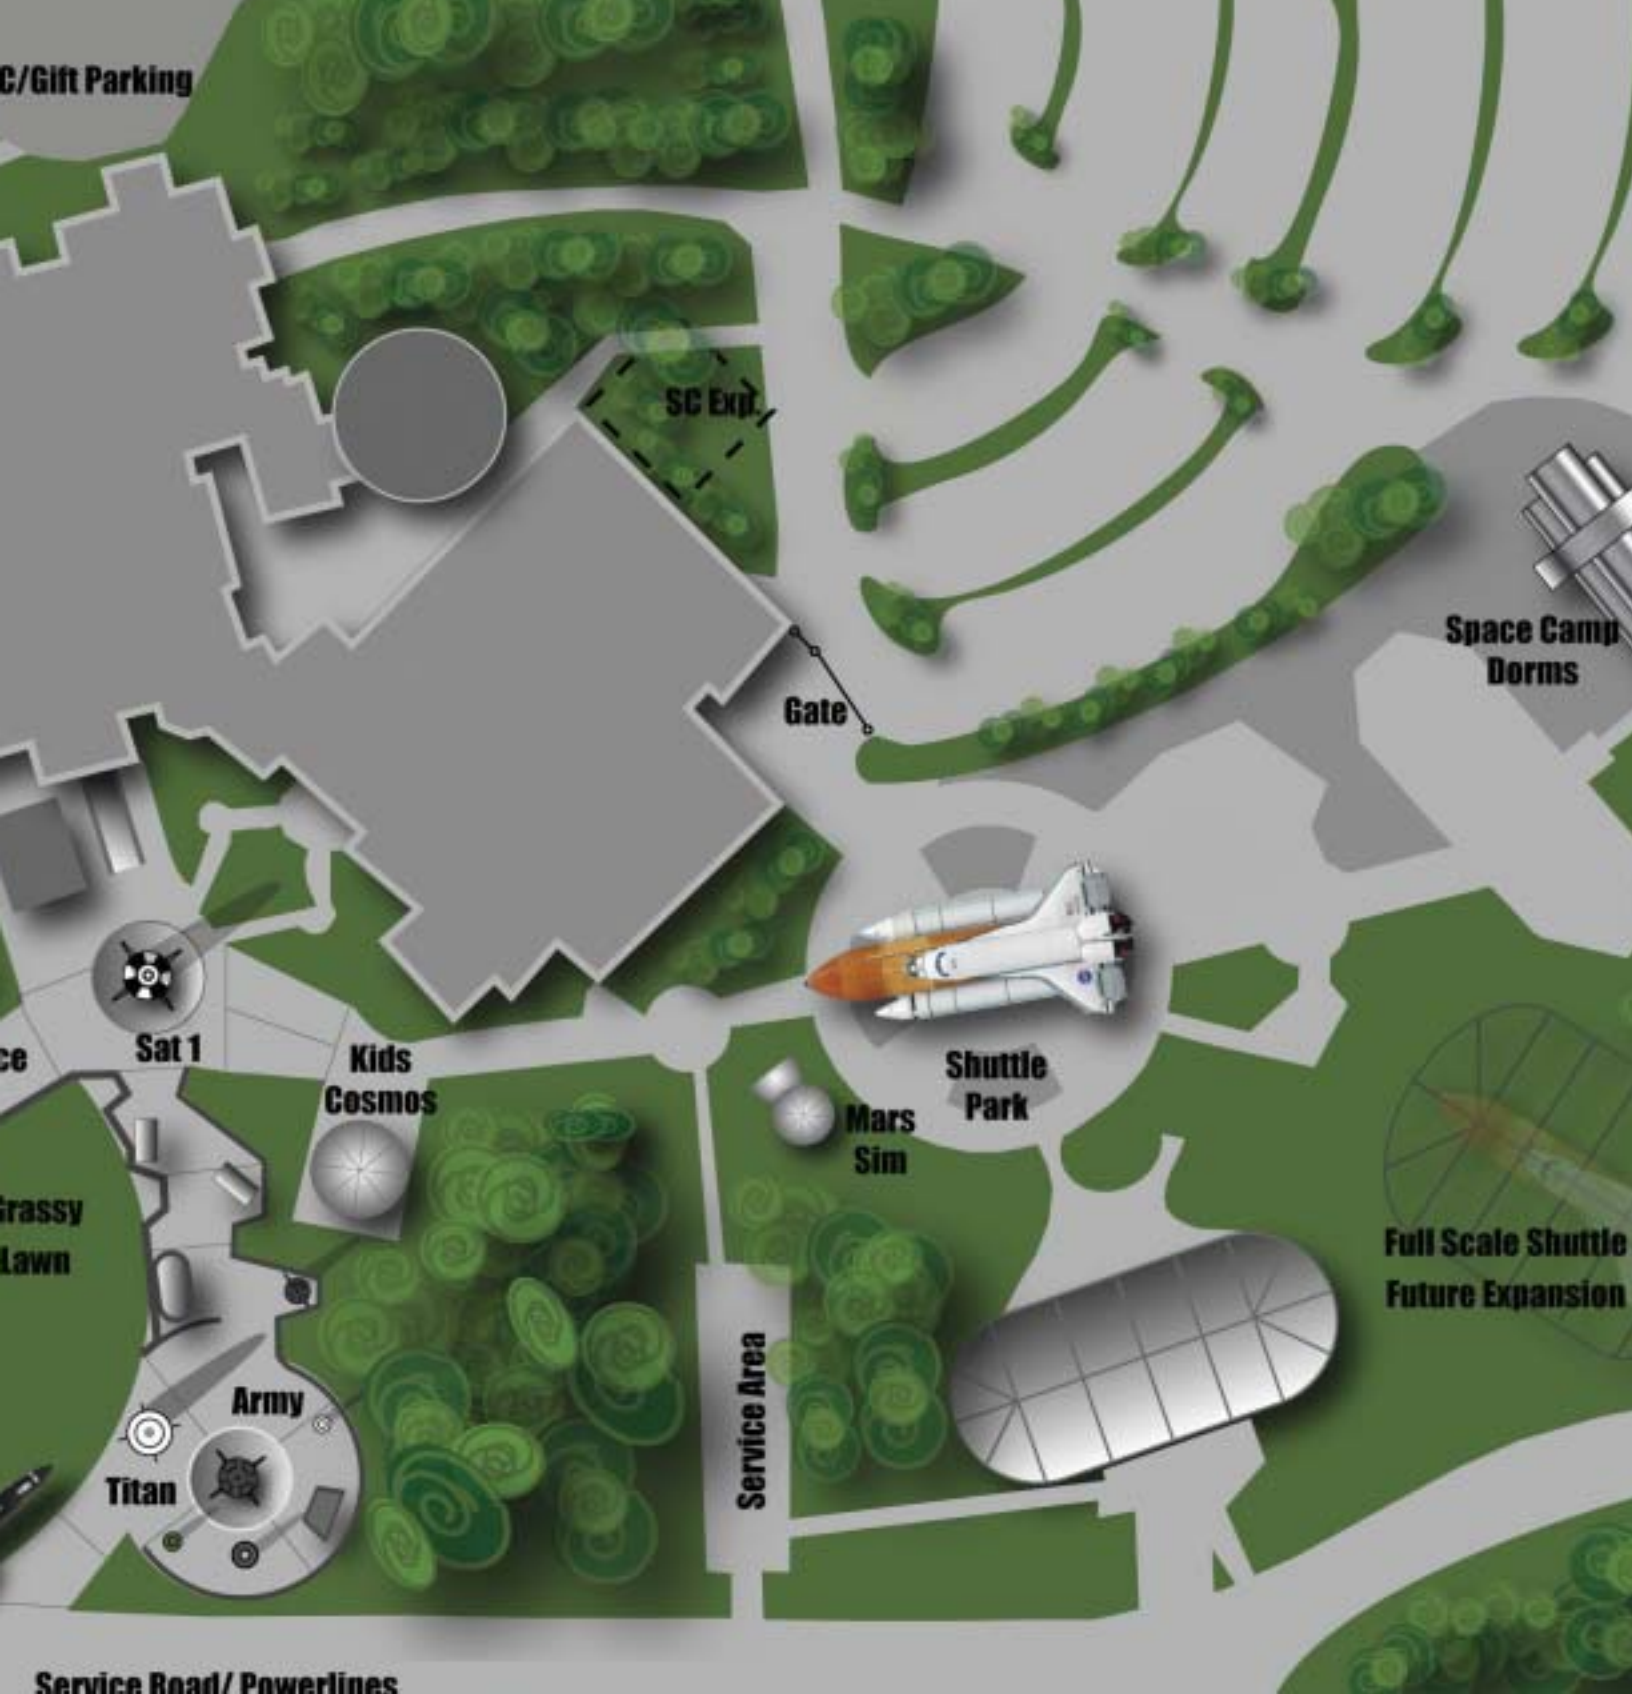 C/Gift Parking
SC Exp.
Space Camp
Dorms
Gate
Sat 1
ce
Kids
Cosmos
Shuttle
Park
Mars
Sim
Grassy
Lawn
Full Scale Shuttle
Future Expansion
Service Area
Army
Titan
Service Road/ Powerlines